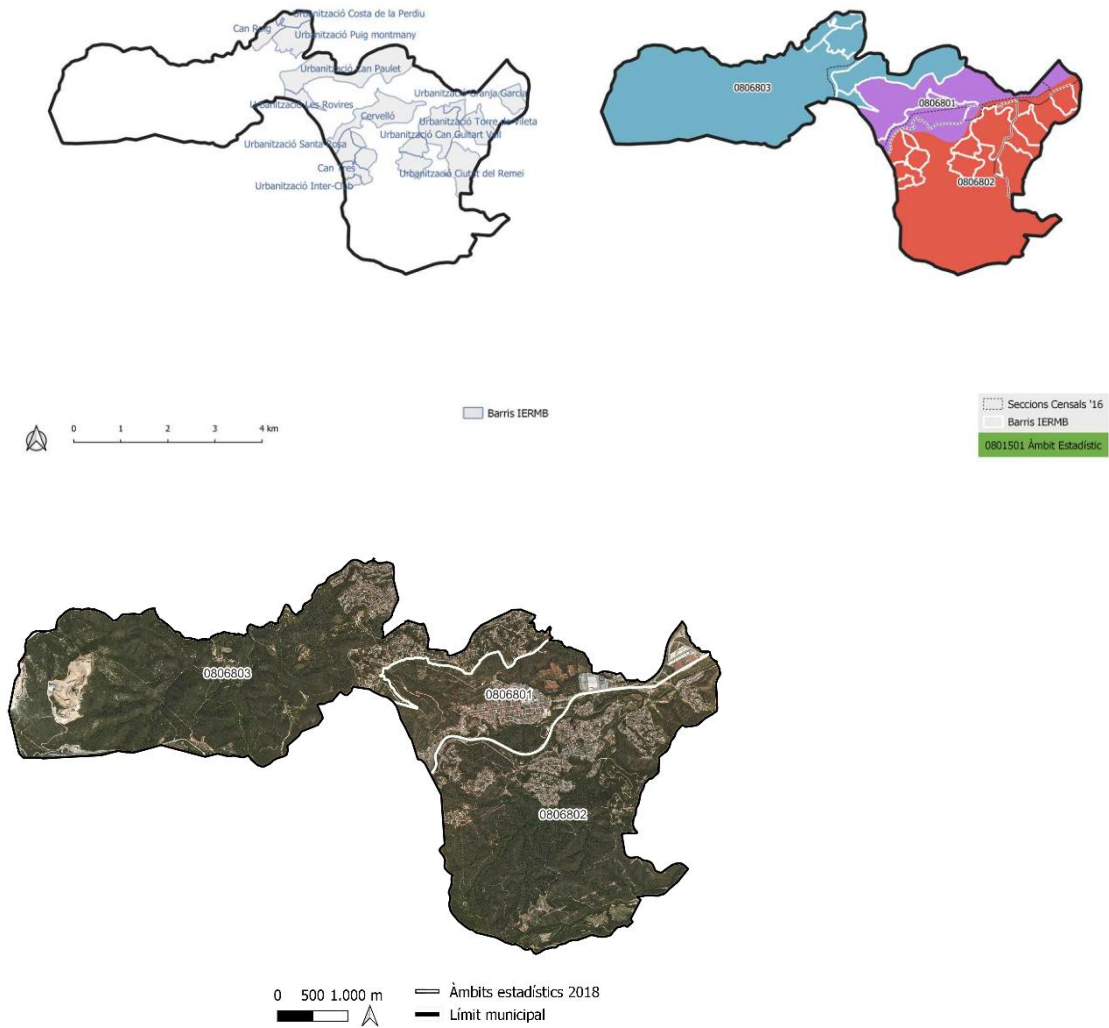 Urbanització Costa de la Perdiu
Can Roig
Urbanització Puig montmany
Urbanització Can Paulet
Urbanització Granja García
Urbanització Les Rovires
Cervelló
Urbanització Torre de Vileta
Urbanització Can Guitart Vell
Urbanització Santa Rosa
Can Tres
Urbanització Ciutat del Remei
Urbanització Inter-Club
0806803
0806801
0806802
Barris IERMB
0 1 2 3 4 km
Seccions Censals '16
Barris IERMB
0801501 Àmbit Estadístic
0806803
0806801
0806802
0 500 1.000 m
Àmbits estadístics 2018
Límit municipal